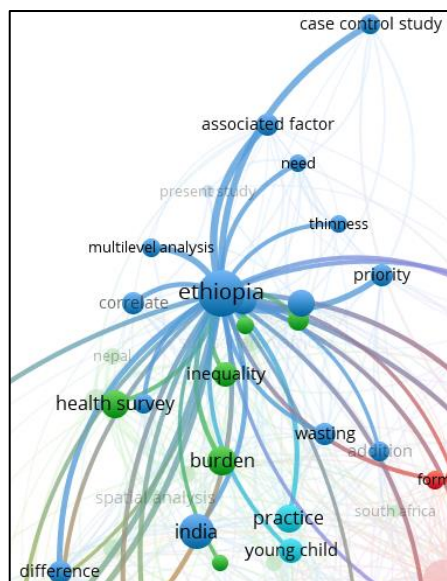 case control study
associated factor
need
present study
thinness
multilevel analysis
priority
ethiopia
correlate
nepal
inequality
health survey
wasting
addition
burden
form
spatial analysis
south africa
practice
india
young child
difference